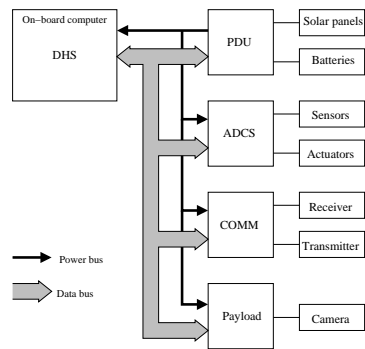 On-board computer
DHS
PDU
Solar panels
Batteries
ADCS
Sensors
Actuators
COMM
Receiver
Transmitter
Payload
Camera
Power bus
Data bus